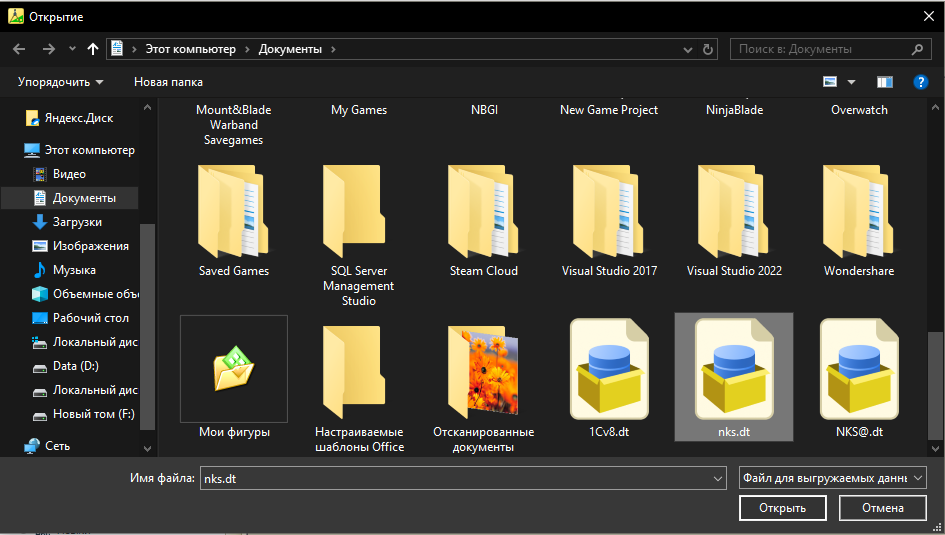 Открытие
Этот компьютер
Документы
Поиск в: Документы
Упорядочить
Новая папка
Яндекс.Диск
Этот компьютер
Видео
Документы
Загрузки
Изображения
Музыка
Объемные объ
Рабочий стол
Локальный дис
Data (D:)
Локальный дис
Новый том (F:)
Сеть
Mount&Blade
Warband
Savegames
My Games
NBGI
New Game Project
NinjaBlade
Overwatch
Saved Games
SQL Server
Management
Studio
Steam Cloud
Visual Studio 2017
Visual Studio 2022
Wondershare
Мои фигуры
Настраиваемые
шаблоны Office
Отсканированные
документы
1Cv8.dt
nks.dt
NKS@.dt
Имя файла:
nks.dt
Файл для выгружаемых даннь
Открыть
Отмена